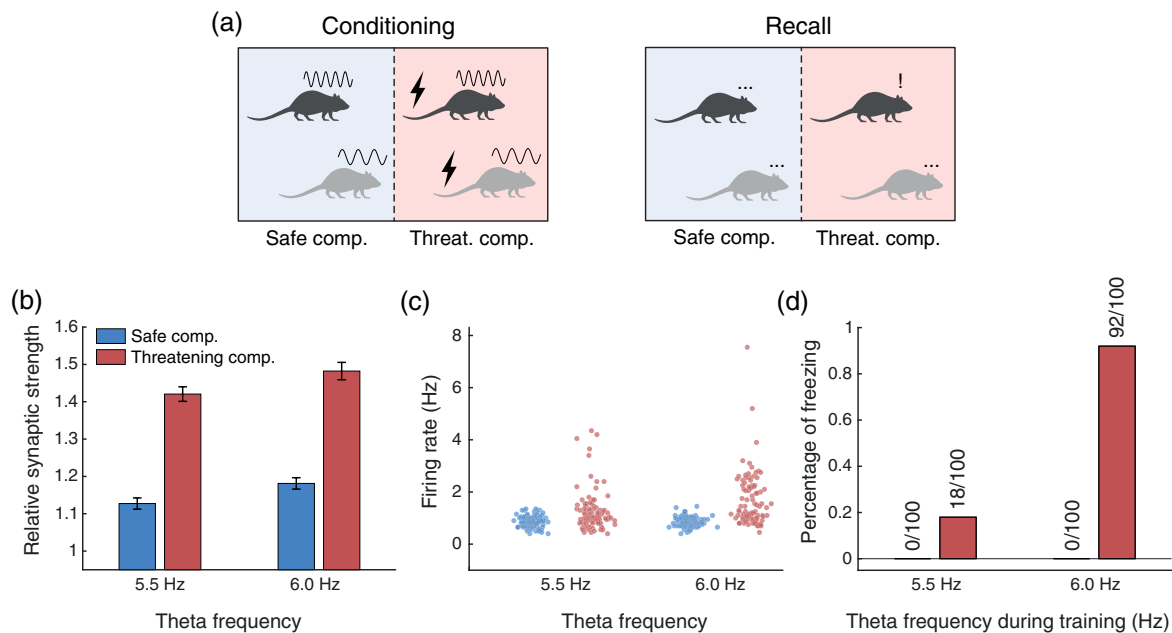 (a)
Conditioning
Recall
...
!
...
...
Safe comp.
Threat. comp.
Safe comp.
Threat. comp.
(b)
Relative synaptic strength
1.6
1.5
1.4
1.3
1.2
1.1
1
Safe comp.
Threatening comp.
5.5 Hz
6.0 Hz
Theta frequency
(c)
Firing rate (Hz)
8
6
4
2
0
5.5 Hz
6.0 Hz
Theta frequency
(d)
Percentage of freezing
1
0.8
0.6
0.4
0.2
0
0/100
18/100
0/100
92/100
5.5 Hz
6.0 Hz
Theta frequency during training (Hz)